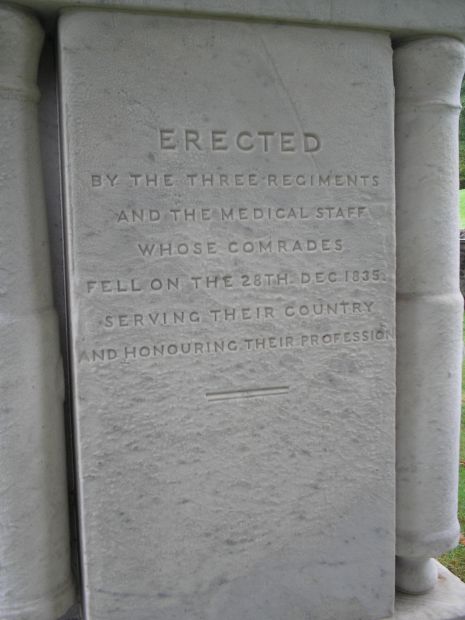 ERECTED
BY THE THREE REGIMENTS
AND THE MEDICAL STAFF
WHOSE COMRADES
FELL ON THE 28TH. DEC. 1835.
SERVING THEIR COUNTRY
AND HONOURING THEIR PROFESSION